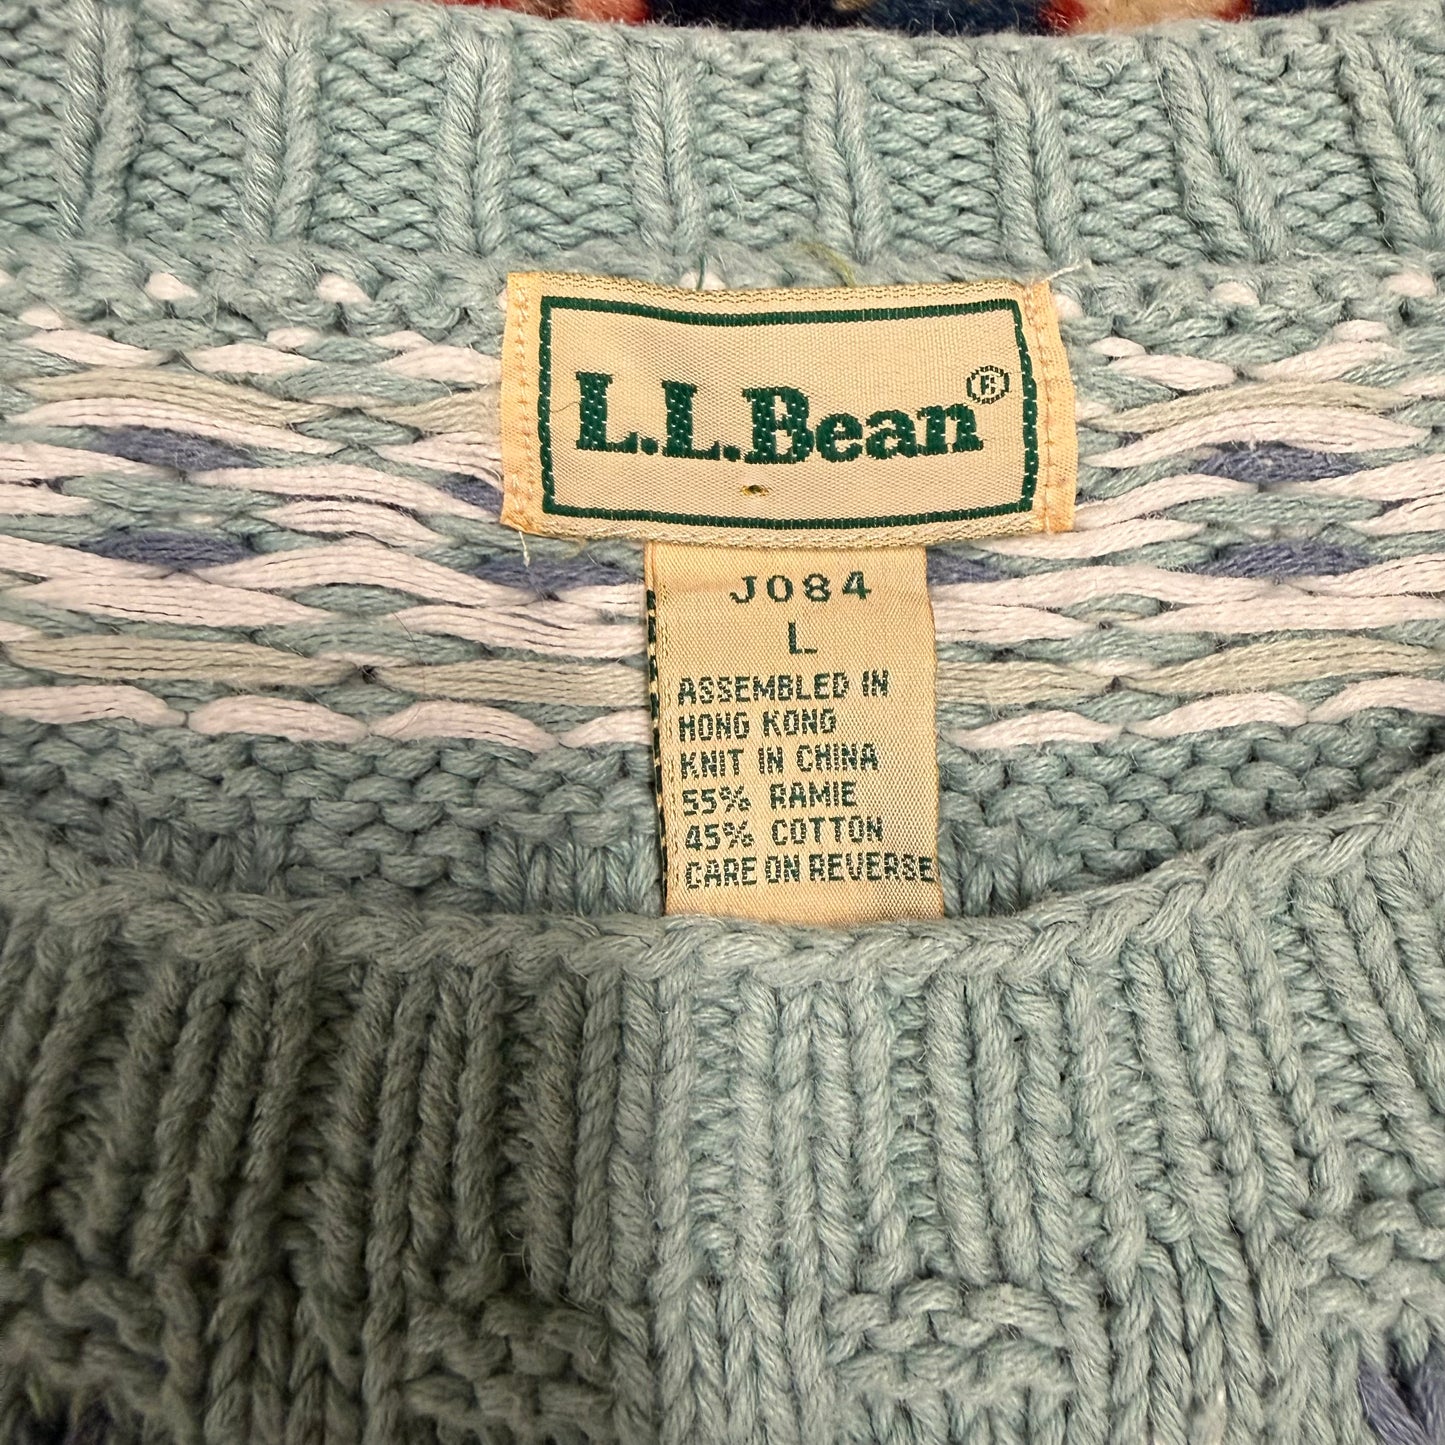 L.L.Bean®
J084
L
ASSEMBLED IN
HONG KONG
KNIT IN CHINA
55% RAMIE
45% COTTON
CARE ON REVERSE